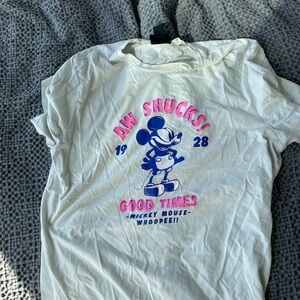 AW SHUCKS!
19 28
GOOD TIMES
-MICKEY MOUSE-
WHOOPEE!!